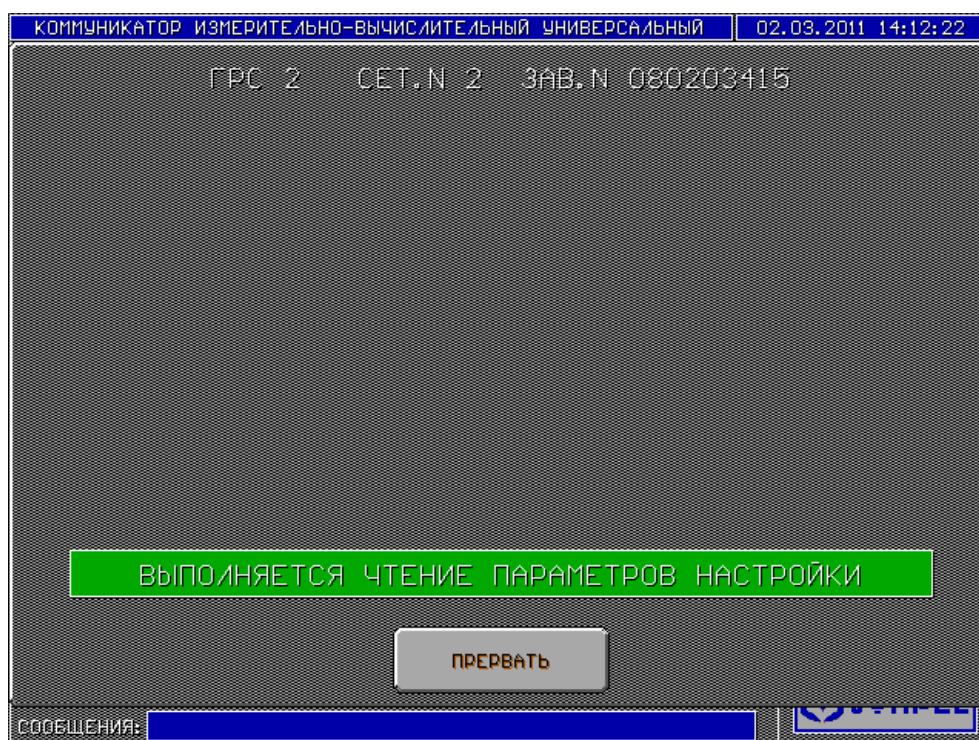 КОММУНИКАТОР ИЗМЕРИТЕЛЬНО-ВЫЧИСЛИТЕЛЬНЫЙ УНИВЕРСАЛЬНЫЙ 02.03.2011 14:12:22
ГРС 2 СЕТ.N 2 ЗАВ.N 080203415
ВЫПОЛНЯЕТСЯ ЧТЕНИЕ ПАРАМЕТРОВ НАСТРОЙКИ
ПРЕРВАТЬ
СООБЩЕНИЯ: